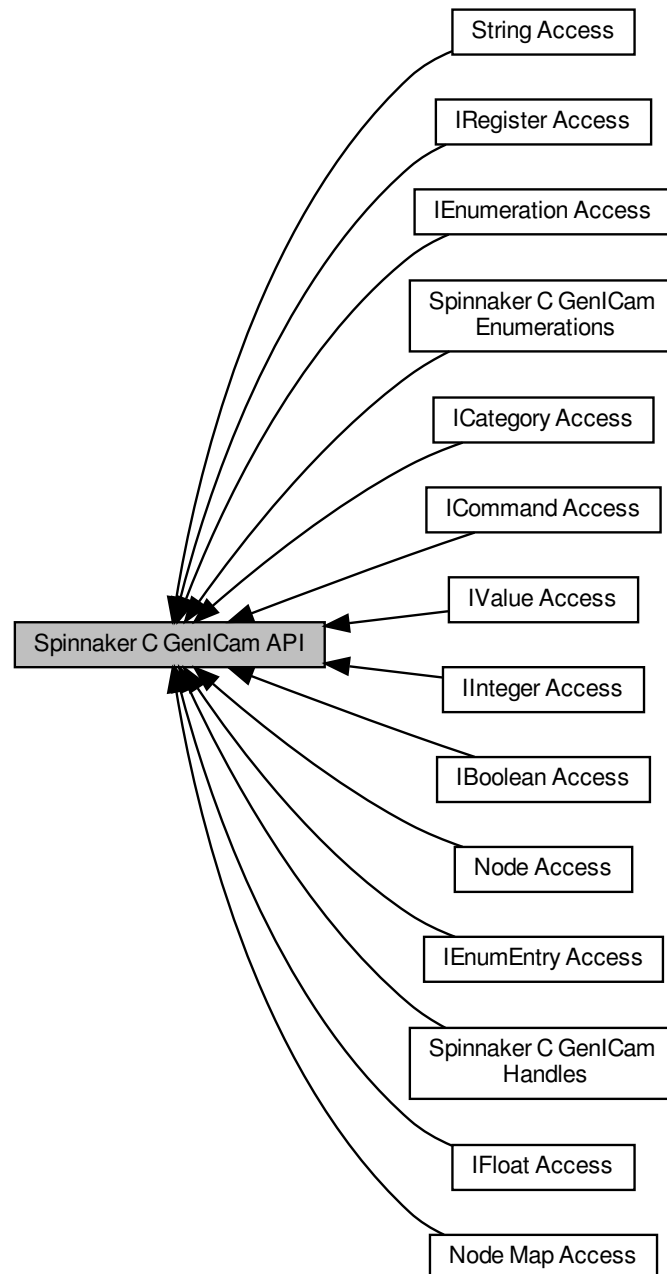 String Access
IRegister Access
IEnumeration Access
Spinnaker C GenICam
Enumerations
ICategory Access
ICommand Access
IValue Access
Spinnaker C GenICam API
IInteger Access
IBoolean Access
Node Access
IEnumEntry Access
Spinnaker C GenICam
Handles
IFloat Access
Node Map Access